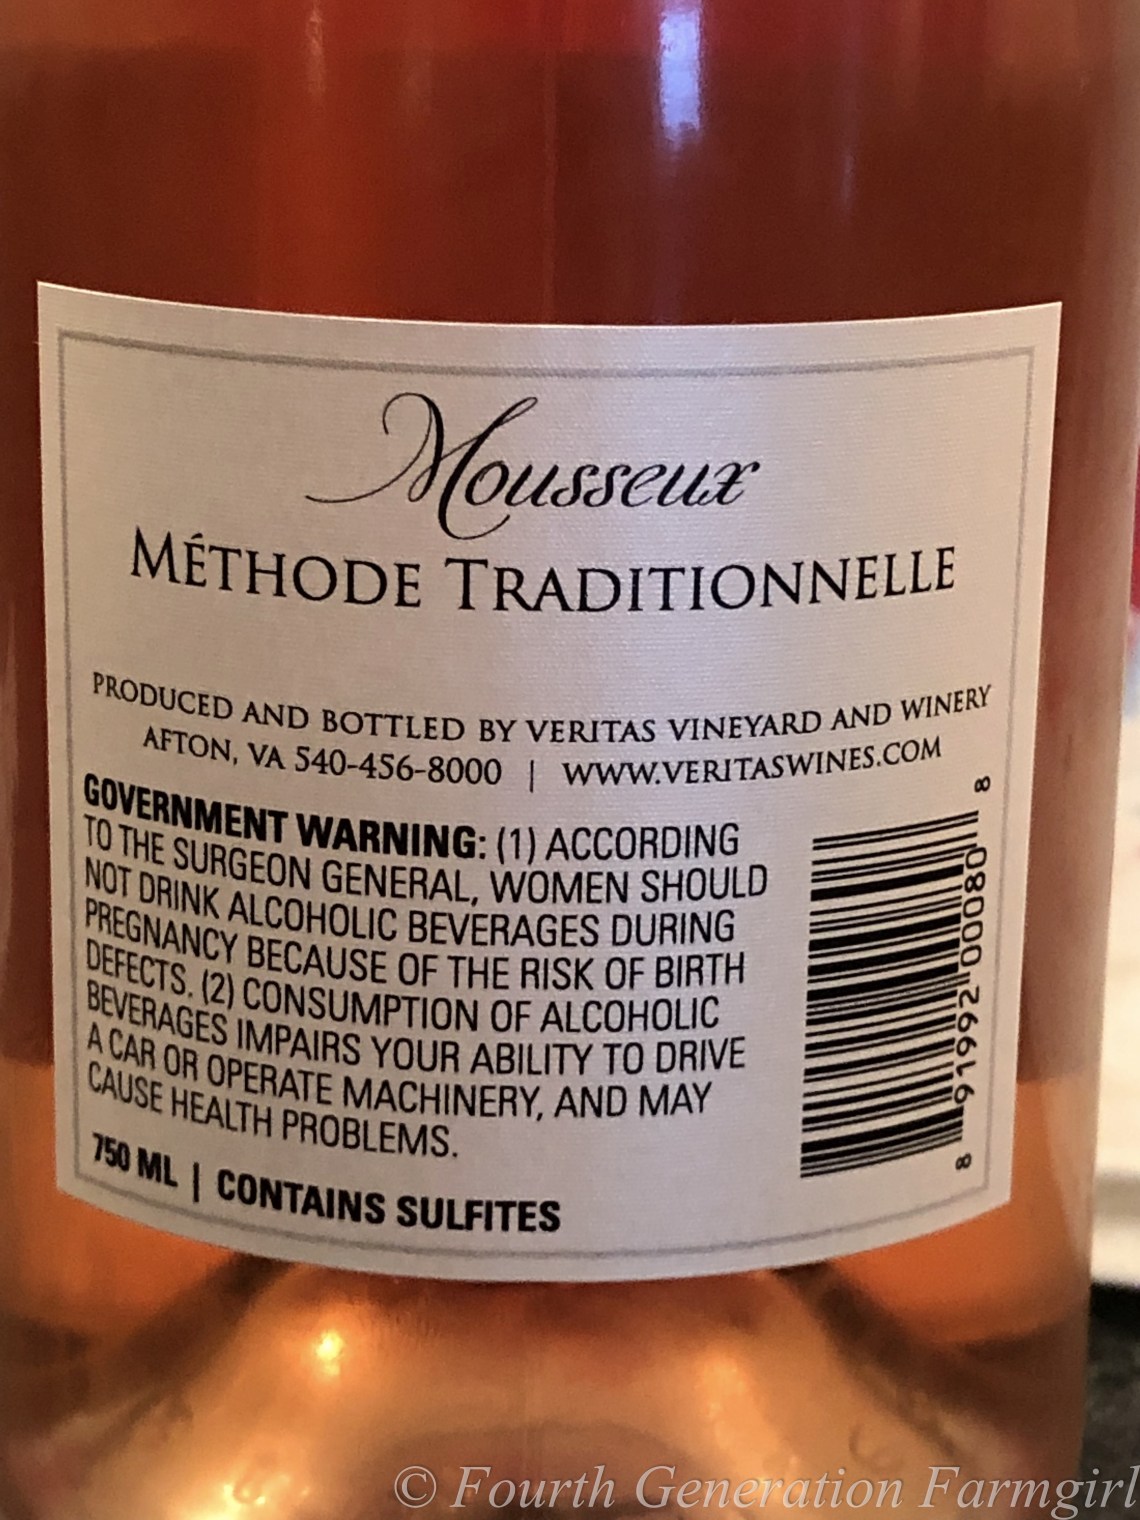 Mousseux
MÉTHODE TRADITIONNELLE
PRODUCED AND BOTTLED BY VERITAS VINEYARD AND WINERY
AFTON, VA 540-456-8000 | WWW.VERITASWINES.COM
GOVERNMENT WARNING: (1) ACCORDING
TO THE SURGEON GENERAL, WOMEN SHOULD
NOT DRINK ALCOHOLIC BEVERAGES DURING
PREGNANCY BECAUSE OF THE RISK OF BIRTH
DEFECTS. (2) CONSUMPTION OF ALCOHOLIC
BEVERAGES IMPAIRS YOUR ABILITY TO DRIVE
A CAR OR OPERATE MACHINERY, AND MAY
CAUSE HEALTH PROBLEMS.
750 ML | CONTAINS SULFITES
8 91992 00080 8
© Fourth Generation Farmgirl